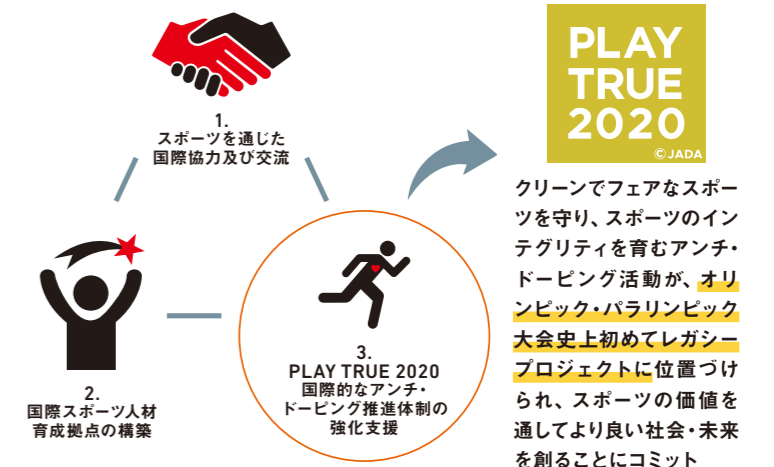 1.
スポーツを通じた
国際協力及び交流
2.
国際スポーツ人材
育成拠点の構築
3.
PLAY TRUE 2020
国際的なアンチ・
ドーピング推進体制の
強化支援
PLAY
TRUE
2020
© JADA
クリーンでフェアなスポー
ツを守り、スポーツのイン
テグリティを育むアンチ・
ドーピング活動が、オリ
ンピック・パラリンピック
大会史上初めてレガシー
プロジェクトに位置づけ
られ、スポーツの価値を
通してより良い社会・未来
を創ることにコミット